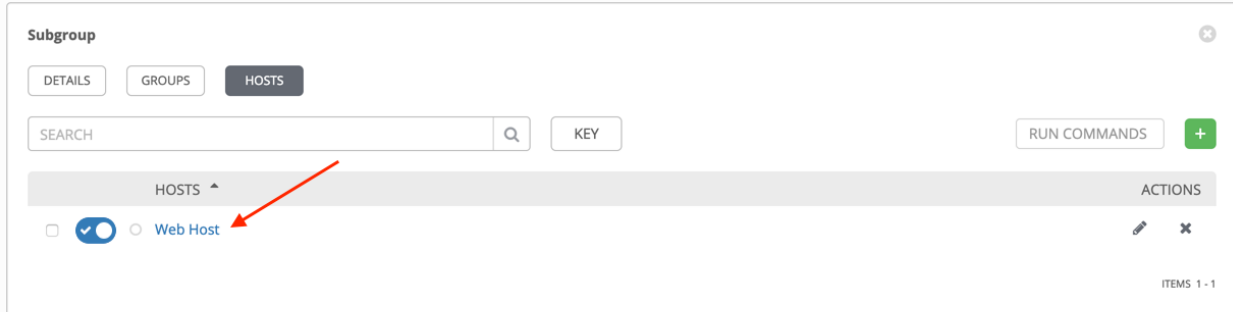 Subgroup
DETAILS GROUPS HOSTS
SEARCH KEY RUN COMMANDS +
HOSTS ACTIONS
Web Host
ITEMS 1 - 1